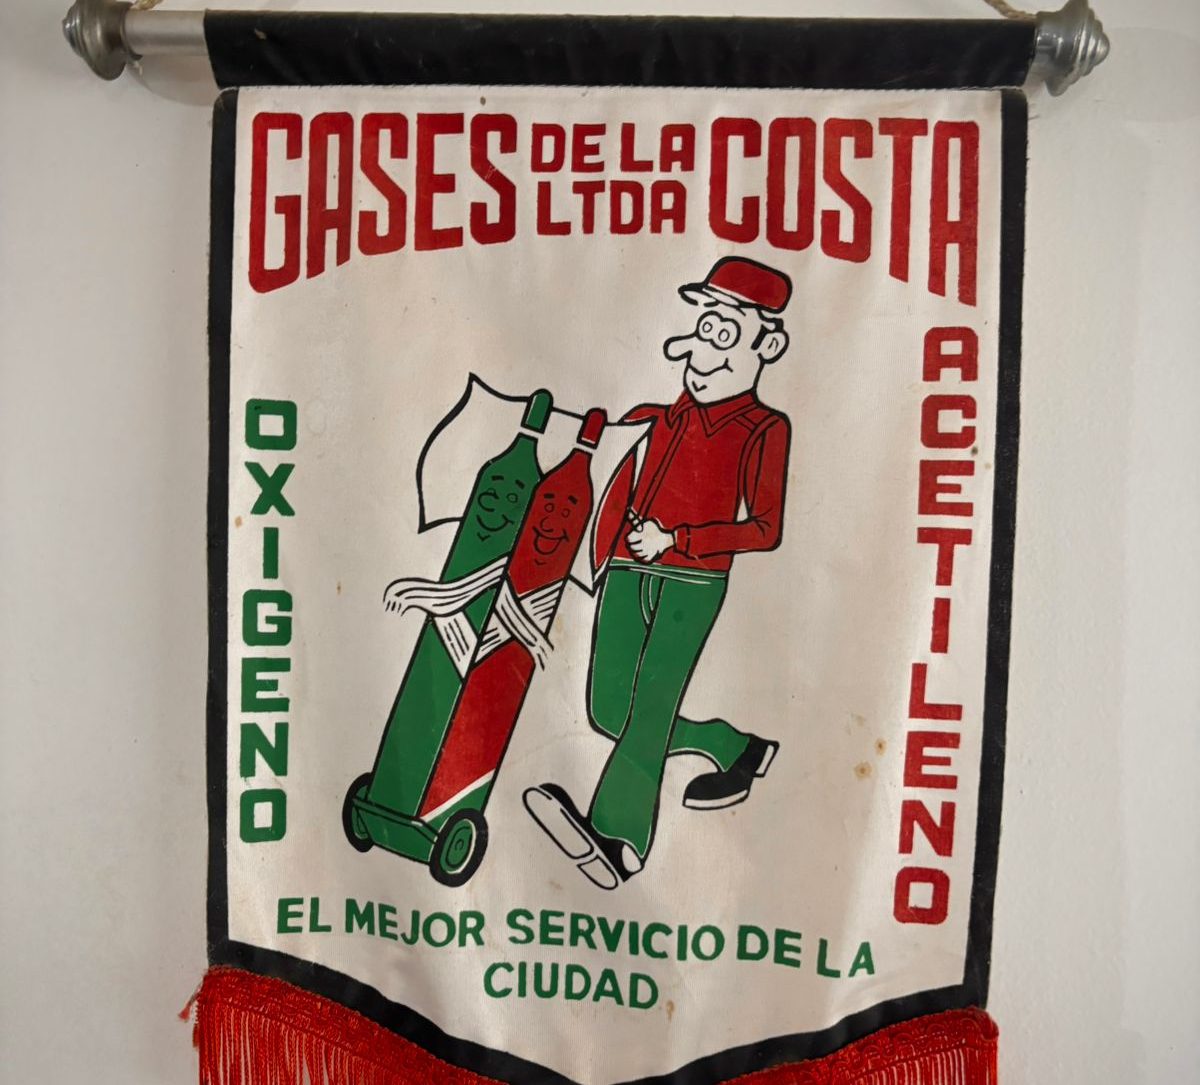 GASES DE LA COSTA
LTDA
OXIGENO
ACETILENO
EL MEJOR SERVICIO DE LA
CIUDAD